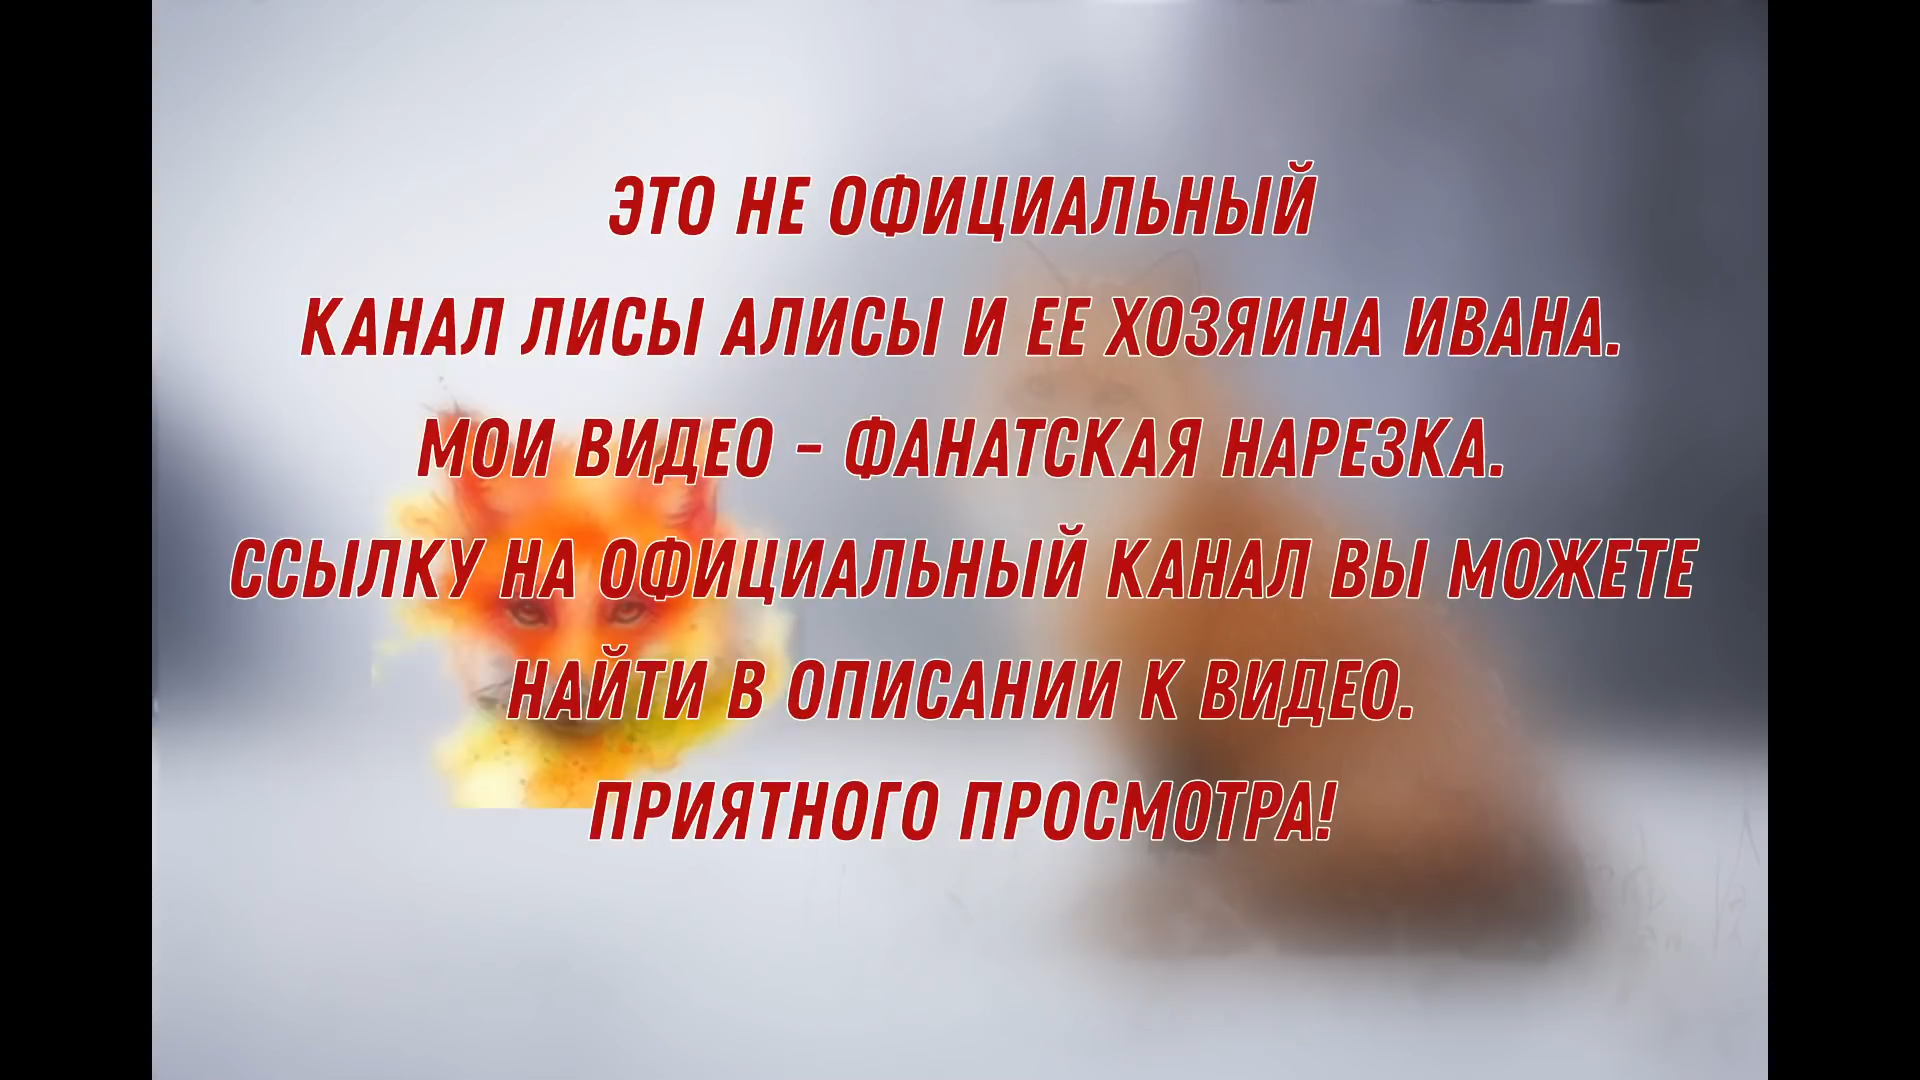 ЭТО НЕ ОФИЦИАЛЬНЫЙ
КАНАЛ ЛИСЫ АЛИСЫ И ЕЕ ХОЗЯИНА ИВАНА.
МОИ ВИДЕО - ФАНАТСКАЯ НАРЕЗКА.
ССЫЛКУ НА ОФИЦИАЛЬНЫЙ КАНАЛ ВЫ МОЖЕТЕ
НАЙТИ В ОПИСАНИИ К ВИДЕО.
ПРИЯТНОГО ПРОСМОТРА!